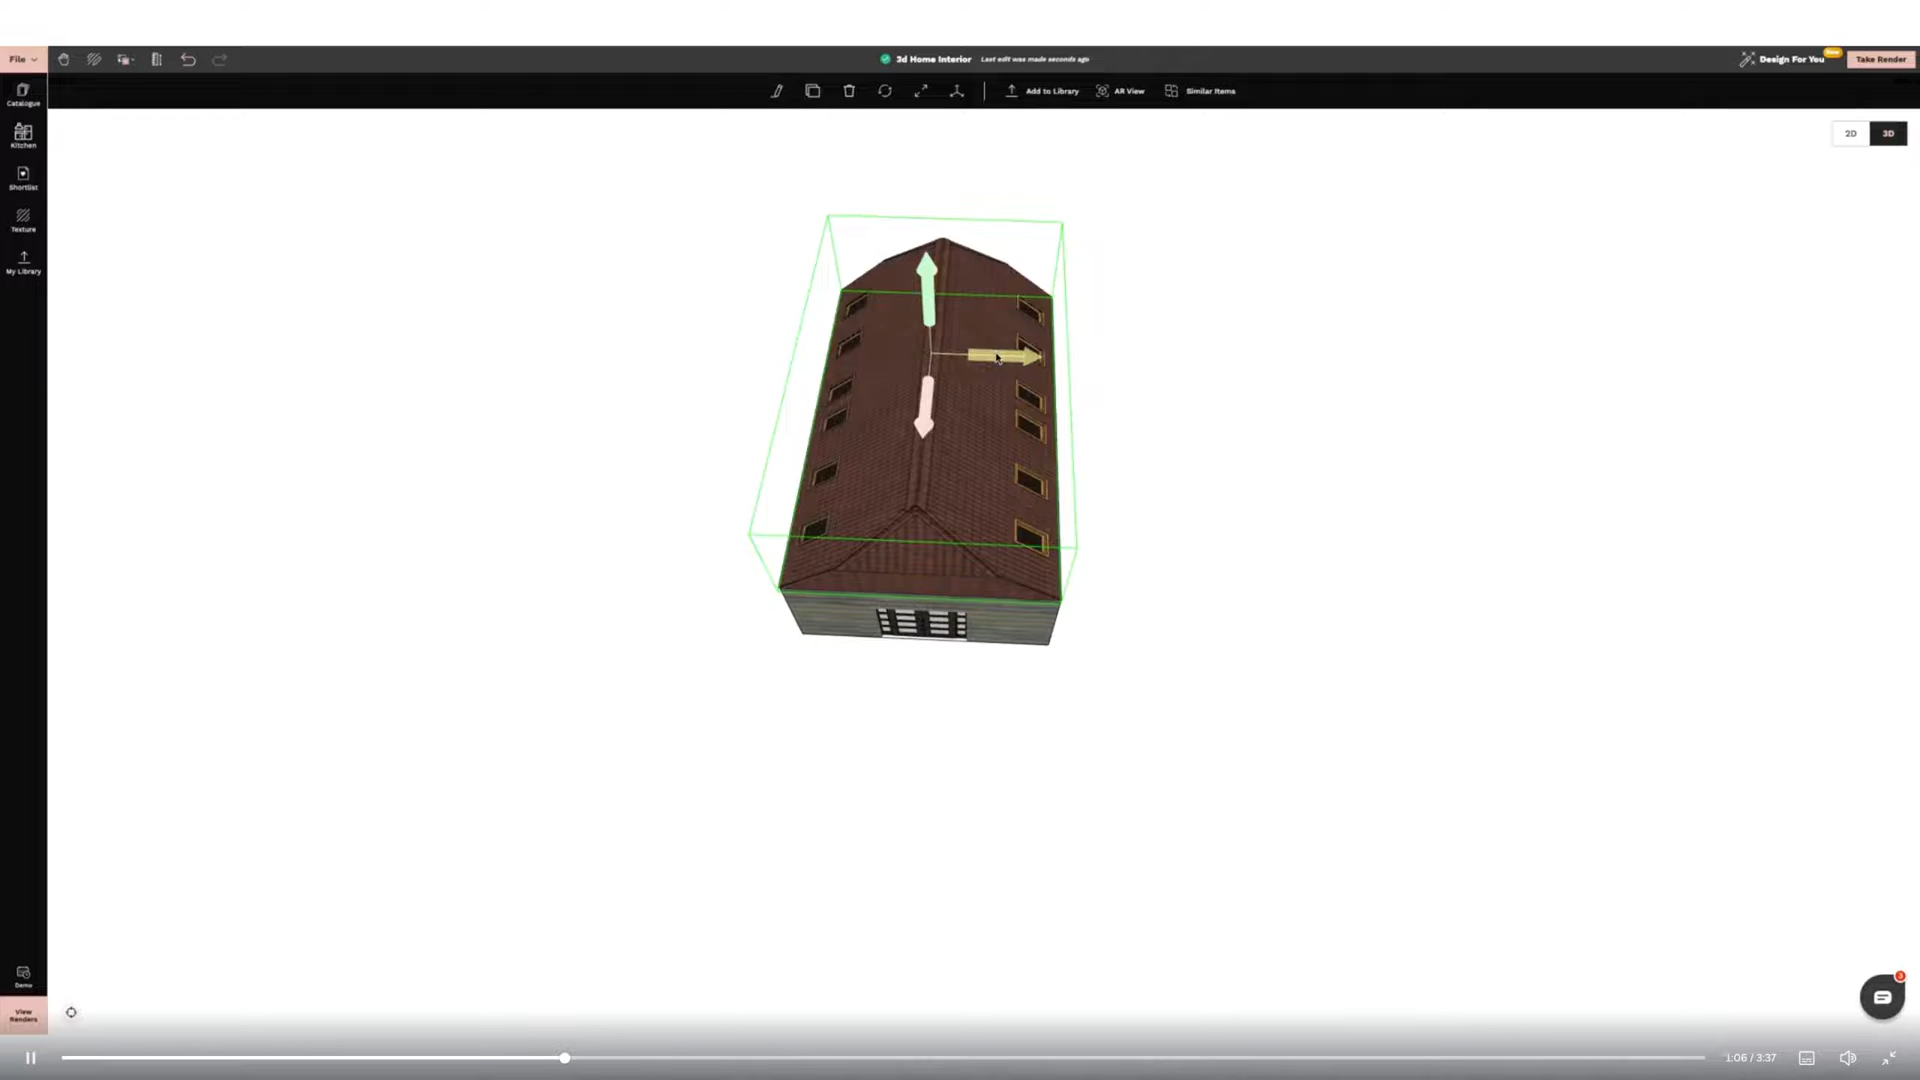 File
3d Home Interior Last edit was made seconds ago
Design For You
New
Take Render
Add to Library
AR View
Similar Items
2D
3D
Catalogue
Kitchen
Shortlist
Texture
My Library
Demo
View
Renders
3
1:06 / 3:37